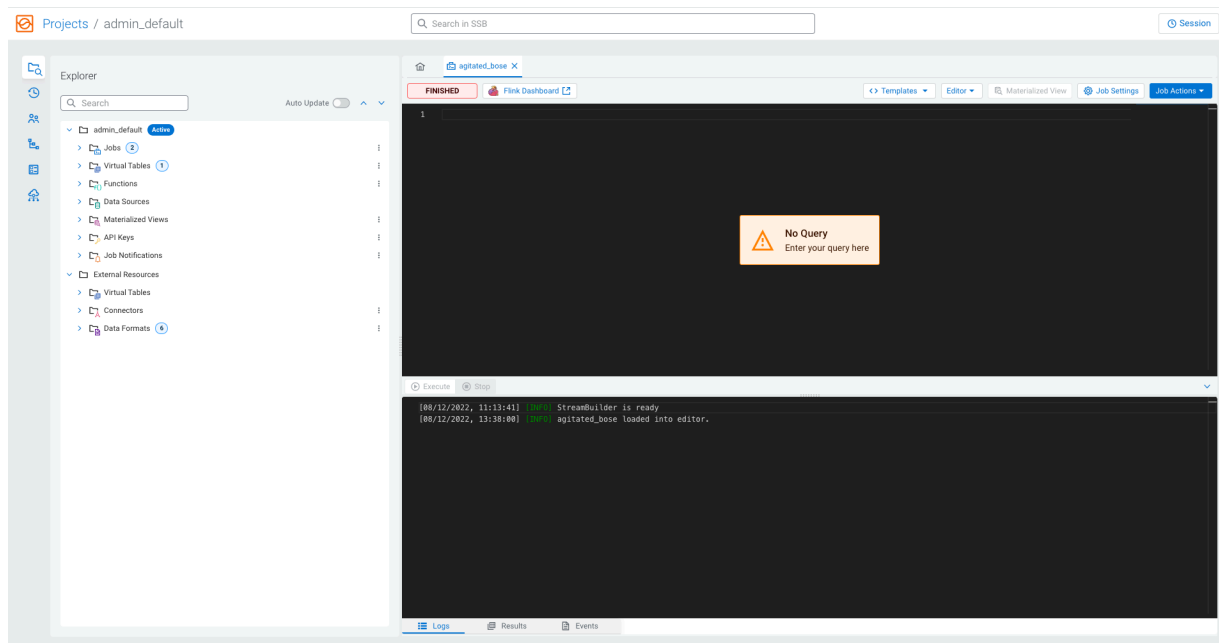 Projects / admin_default
Search in SSB
Session
Explorer
Search
Auto Update
admin_default Active
Jobs 2
Virtual Tables 1
Functions
Data Sources
Materialized Views
API Keys
Job Notifications
External Resources
Virtual Tables
Connectors
Data Formats 6
agitated_bose
FINISHED
Flink Dashboard
<> Templates
Editor
Materialized View
Job Settings
Job Actions
1
No Query
Enter your query here
Execute
Stop
[08/12/2022, 11:13:41] [INFO] StreamBuilder is ready
[08/12/2022, 13:38:00] [INFO] agitated_bose loaded into editor.
Logs
Results
Events